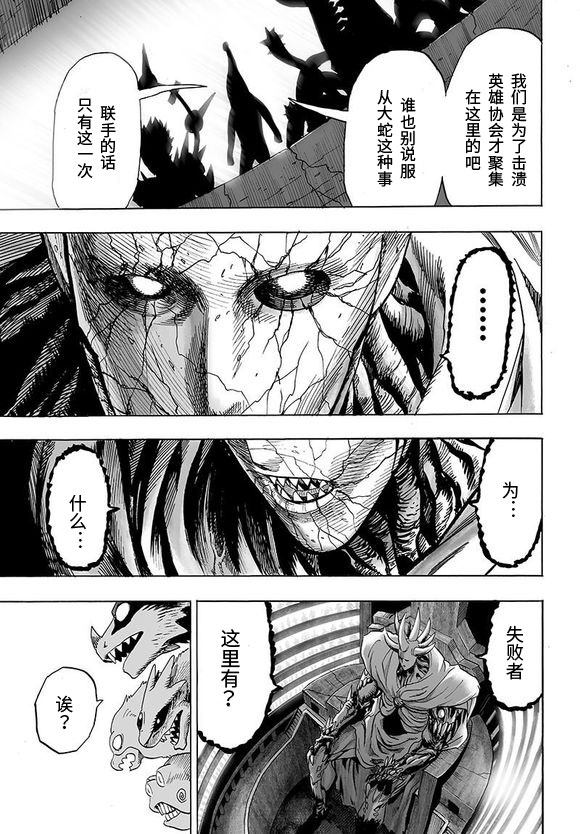 我们是为了击溃
英雄协会才聚集
在这里的吧
谁也别说服
从大蛇这种事
联手的话
只有这一次
……
为…
什么…
失败者
这里有？
诶？